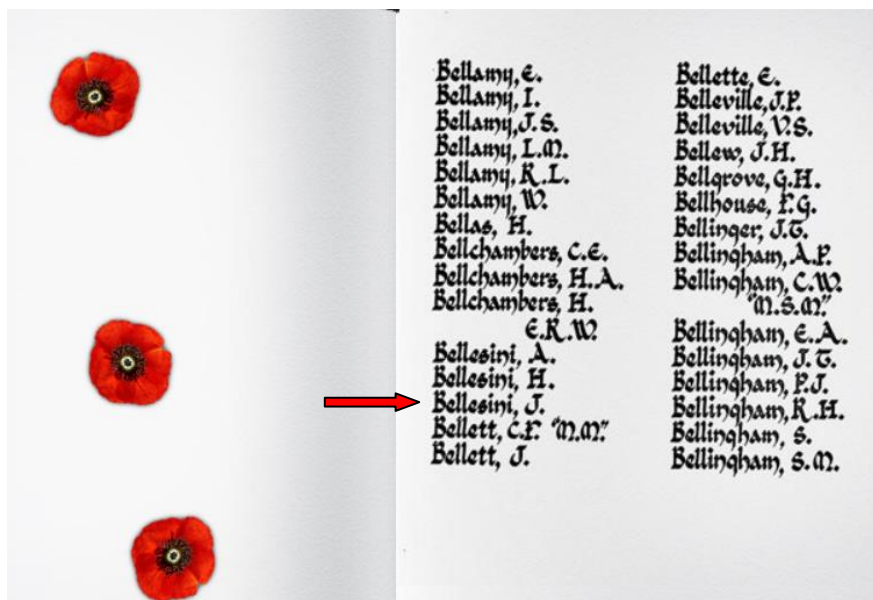 Bellamy, E.
Bellamy, I.
Bellamy, J.S.
Bellamy, L.M.
Bellamy, R.L.
Bellamy, W.
Bellas, H.
Bellchambers, C.E.
Bellchambers, H.A.
Bellchambers, H.
E.R.W.
Bellesini, A.
Bellesini, H.
Bellesini, J.
Bellett, C.F. "M.M."
Bellett, J.
Bellette, E.
Belleville, J.P.
Belleville, V.S.
Bellew, J.H.
Bellgrove, G.H.
Bellhouse, F.G.
Bellinger, J.T.
Bellingham, A.P.
Bellingham, C.W.
"M.S.M."
Bellingham, E.A.
Bellingham, J.T.
Bellingham, P.J.
Bellingham, R.H.
Bellingham, S.
Bellingham, S.M.